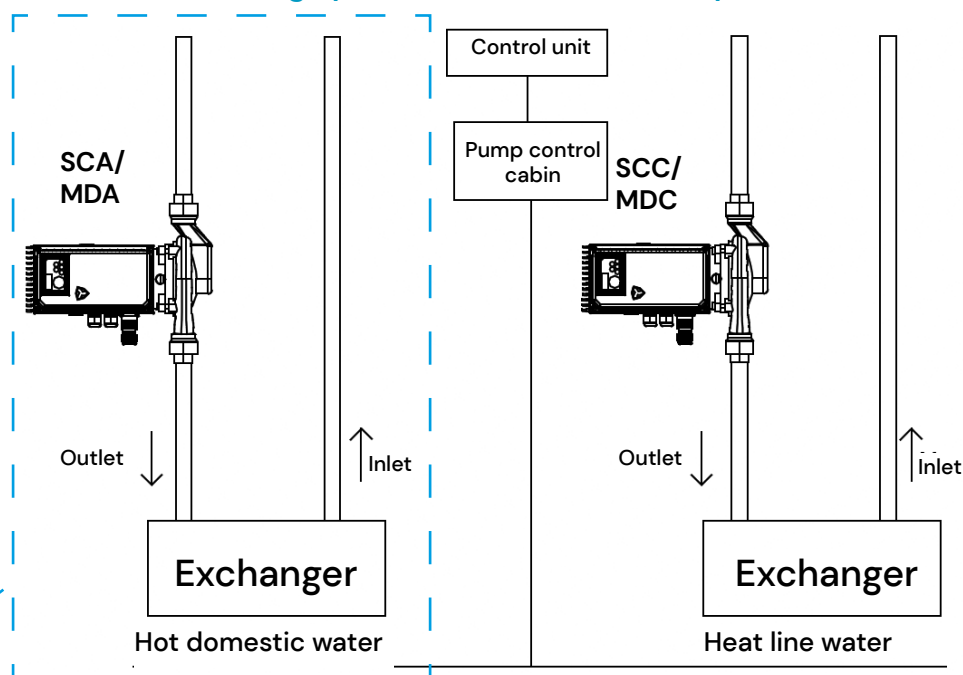 Control unit
Pump control
cabin
SCA/
MDA
SCC/
MDC
Outlet
Inlet
Outlet
Inlet
Exchanger
Exchanger
Hot domestic water
Heat line water